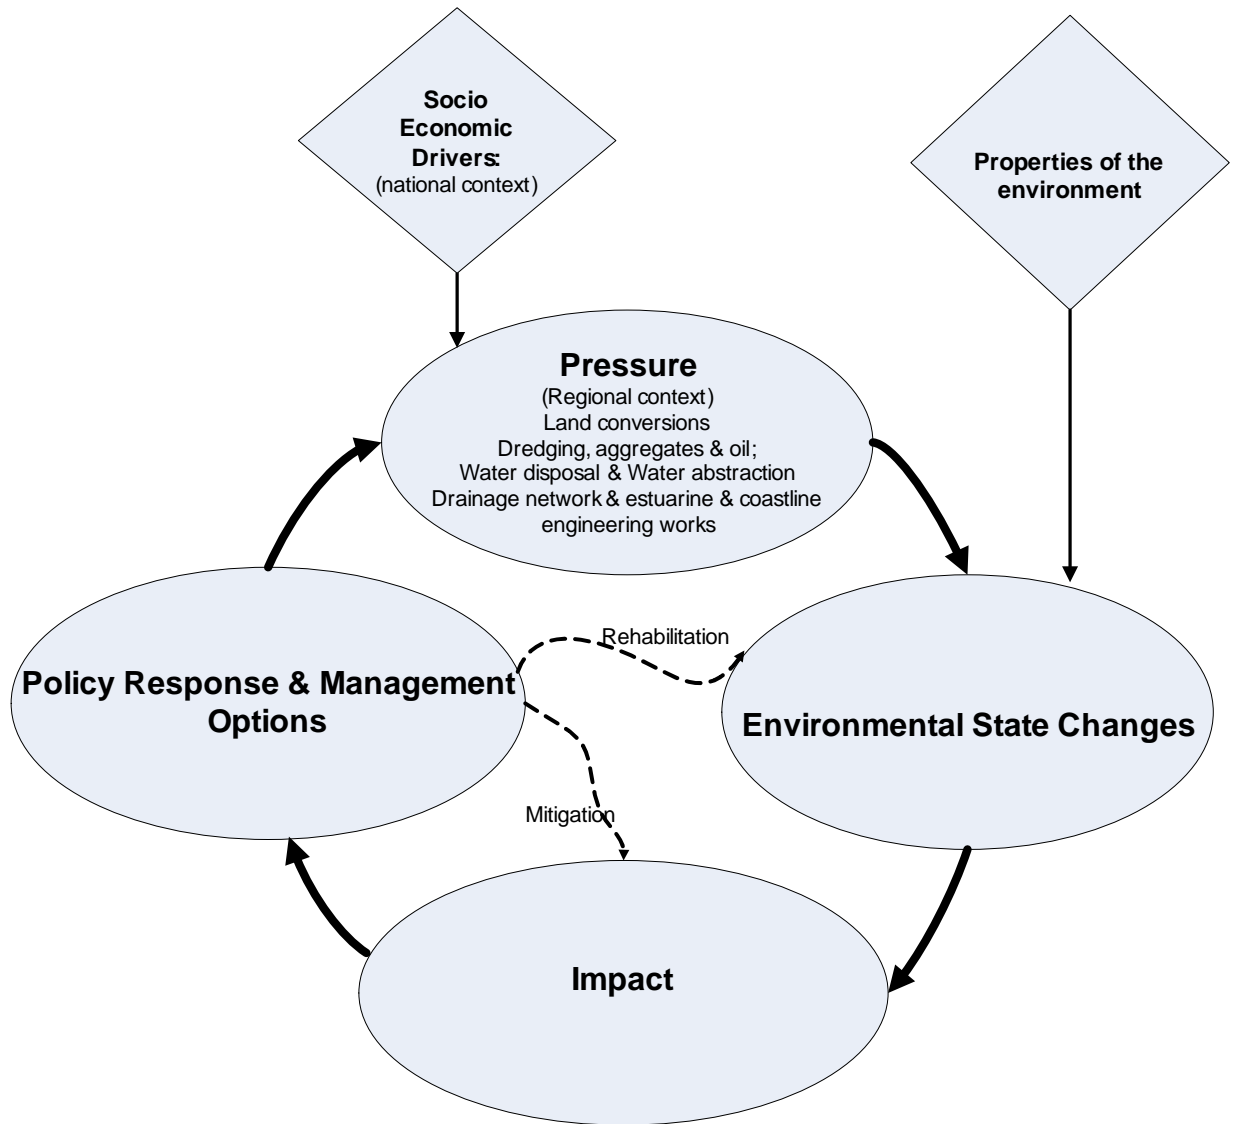 Socio
Economic
Drivers:
(national context)
Properties of the
environment
Pressure
(Regional context)
Land conversions
Dredging, aggregates & oil;
Water disposal & Water abstraction
Drainage network & estuarine & coastline
engineering works
Rehabilitation
Policy Response & Management
Options
Environmental State Changes
Mitigation
Impact